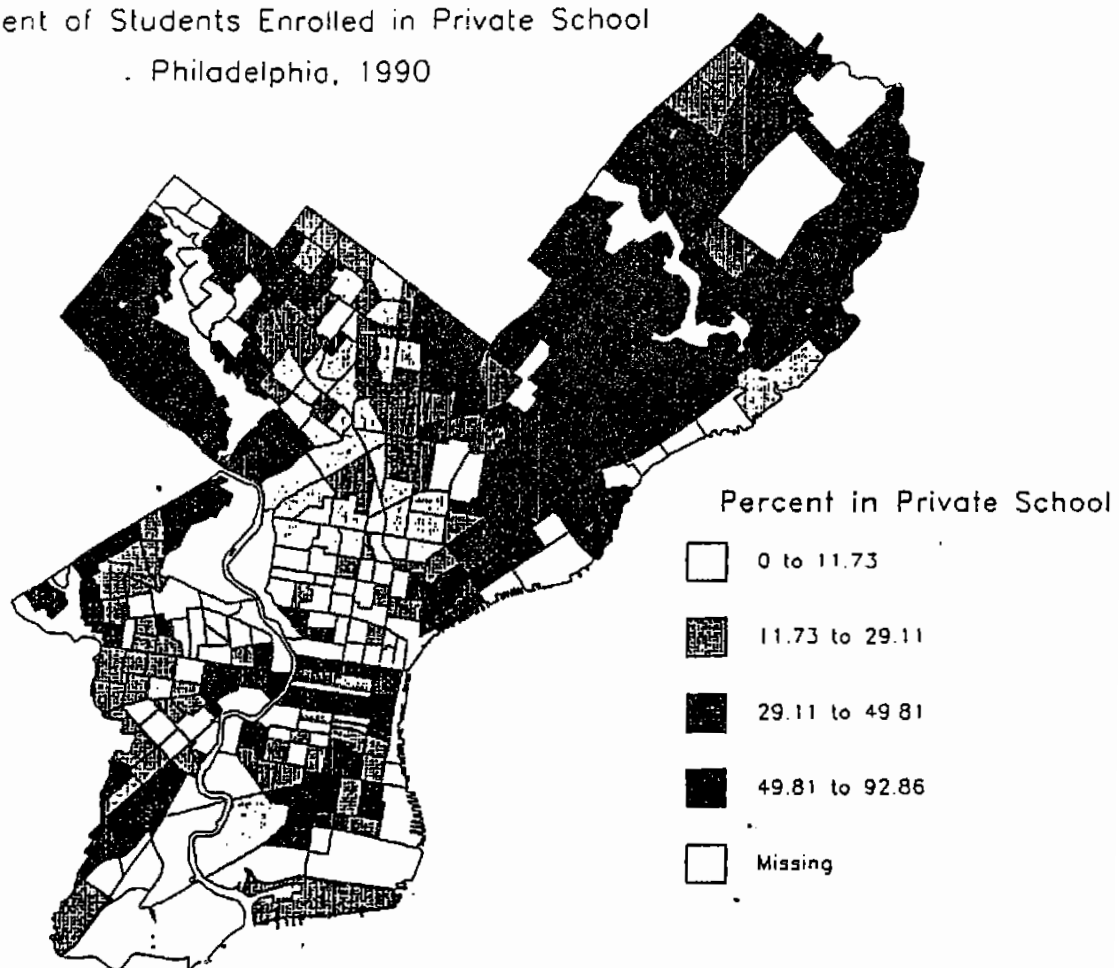 ent of Students Enrolled in Private School
. Philadelphia, 1990
Percent in Private School
0 to 11.73
11.73 to 29.11
29.11 to 49.81
49.81 to 92.86
Missing